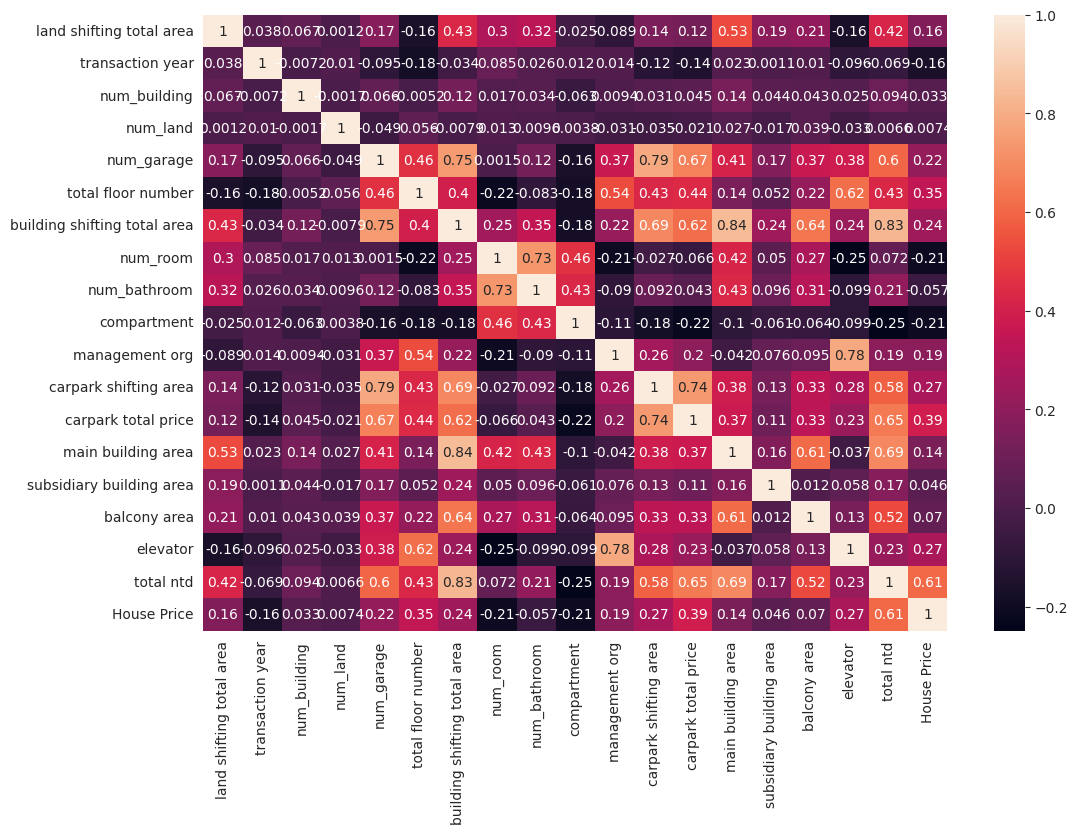 land shifting total area 1 0.038 0.067 0.0012 0.17 -0.16 0.43 0.3 0.32 -0.025 -0.089 0.14 0.12 0.53 0.19 0.21 -0.16 0.42 0.16
transaction year 0.038 1 -0.0072 0.01 -0.095 -0.18 -0.034 0.085 0.026 0.012 0.014 -0.12 -0.14 0.023 0.0011 0.01 -0.096 -0.069 -0.16
num_building 0.067 -0.0072 1 -0.0017 0.066 -0.0052 0.12 0.017 0.034 -0.063 0.0094 0.031 0.045 0.14 0.044 0.043 0.025 0.094 0.033
num_land 0.0012 0.01 -0.0017 1 -0.049 0.056 -0.0079 0.013 0.0096 0.0038 -0.031 -0.035 -0.021 0.027 -0.017 0.039 -0.033 0.0066 0.0074
num_garage 0.17 -0.095 0.066 -0.049 1 0.46 0.75 0.0015 0.12 -0.16 0.37 0.79 0.67 0.41 0.17 0.37 0.38 0.6 0.22
total floor number -0.16 -0.18 -0.0052 0.056 0.46 1 0.4 -0.22 -0.083 -0.18 0.54 0.43 0.44 0.14 0.052 0.22 0.62 0.43 0.35
building shifting total area 0.43 -0.034 0.12 -0.0079 0.75 0.4 1 0.25 0.35 -0.18 0.22 0.69 0.62 0.84 0.24 0.64 0.24 0.83 0.24
num_room 0.3 0.085 0.017 0.013 0.0015 -0.22 0.25 1 0.73 0.46 -0.21 -0.027 -0.066 0.42 0.05 0.27 -0.25 0.072 -0.21
num_bathroom 0.32 0.026 0.034 0.0096 0.12 -0.083 0.35 0.73 1 0.43 -0.09 0.092 0.043 0.43 0.096 0.31 -0.099 0.21 -0.057
compartment -0.025 0.012 -0.063 0.0038 -0.16 -0.18 -0.18 0.46 0.43 1 -0.11 -0.18 -0.22 -0.1 -0.061 -0.064 -0.099 -0.25 -0.21
management org -0.089 0.014 0.0094 -0.031 0.37 0.54 0.22 -0.21 -0.09 -0.11 1 0.26 0.2 -0.042 0.076 0.095 0.78 0.19 0.19
carpark shifting area 0.14 -0.12 0.031 -0.035 0.79 0.43 0.69 -0.027 0.092 -0.18 0.26 1 0.74 0.38 0.13 0.33 0.28 0.58 0.27
carpark total price 0.12 -0.14 0.045 -0.021 0.67 0.44 0.62 -0.066 0.043 -0.22 0.2 0.74 1 0.37 0.11 0.33 0.23 0.65 0.39
main building area 0.53 0.023 0.14 0.027 0.41 0.14 0.84 0.42 0.43 -0.1 -0.042 0.38 0.37 1 0.16 0.61 -0.037 0.69 0.14
subsidiary building area 0.19 0.0011 0.044 -0.017 0.17 0.052 0.24 0.05 0.096 -0.061 0.076 0.13 0.11 0.16 1 0.012 0.058 0.17 0.046
balcony area 0.21 0.01 0.043 0.039 0.37 0.22 0.64 0.27 0.31 -0.064 0.095 0.33 0.33 0.61 0.012 1 0.13 0.52 0.07
elevator -0.16 -0.096 0.025 -0.033 0.38 0.62 0.24 -0.25 -0.099 -0.099 0.78 0.28 0.23 -0.037 0.058 0.13 1 0.23 0.27
total ntd 0.42 -0.069 0.094 0.0066 0.6 0.43 0.83 0.072 0.21 -0.25 0.19 0.58 0.65 0.69 0.17 0.52 0.23 1 0.61
House Price 0.16 -0.16 0.033 0.0074 0.22 0.35 0.24 -0.21 -0.057 -0.21 0.19 0.27 0.39 0.14 0.046 0.07 0.27 0.61 1
land shifting total area
transaction year
num_building
num_land
num_garage
total floor number
building shifting total area
num_room
num_bathroom
compartment
management org
carpark shifting area
carpark total price
main building area
subsidiary building area
balcony area
elevator
total ntd
House Price
1.0
0.8
0.6
0.4
0.2
0.0
−0.2